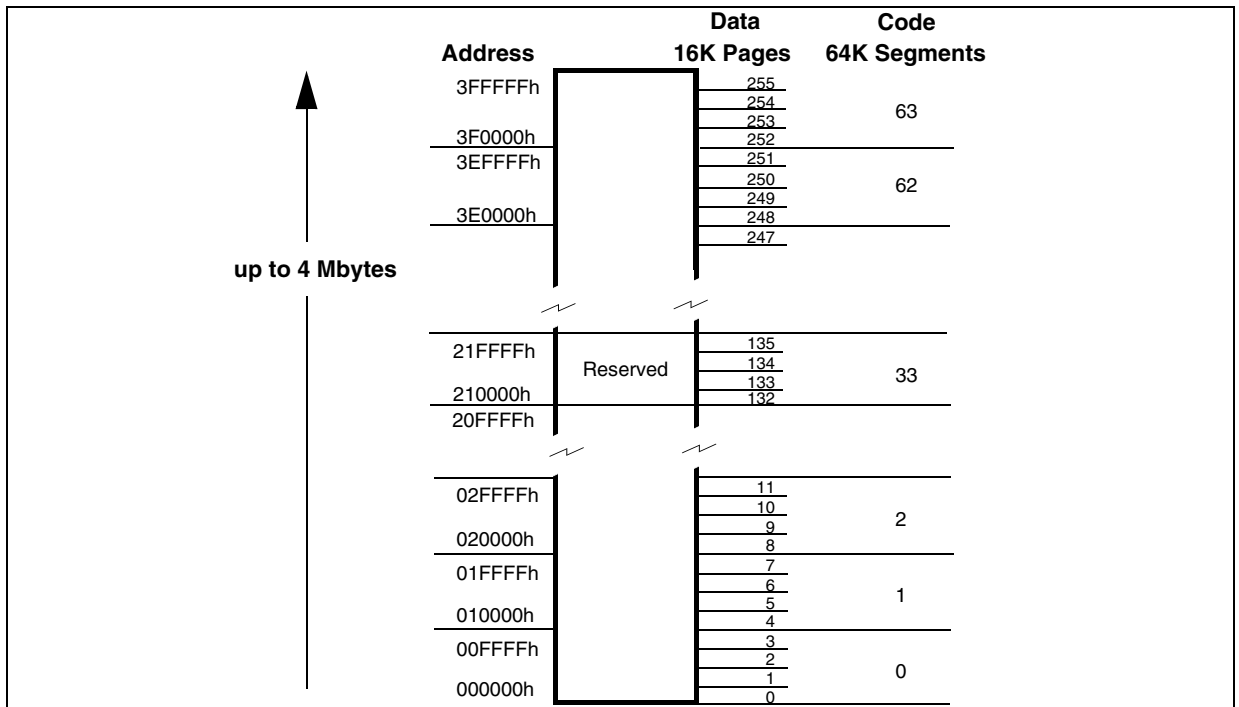 Data Code
Address 16K Pages 64K Segments
3FFFFFh 255
254
253 63
3F0000h 252
3EFFFFh 251
250 62
249
3E0000h 248
247
up to 4 Mbytes
21FFFFh 135
Reserved 134
133 33
210000h 132
20FFFFh
02FFFFh 11
10
9 2
020000h 8
01FFFFh 7
6
5 1
010000h 4
00FFFFh 3
2
1 0
000000h 0